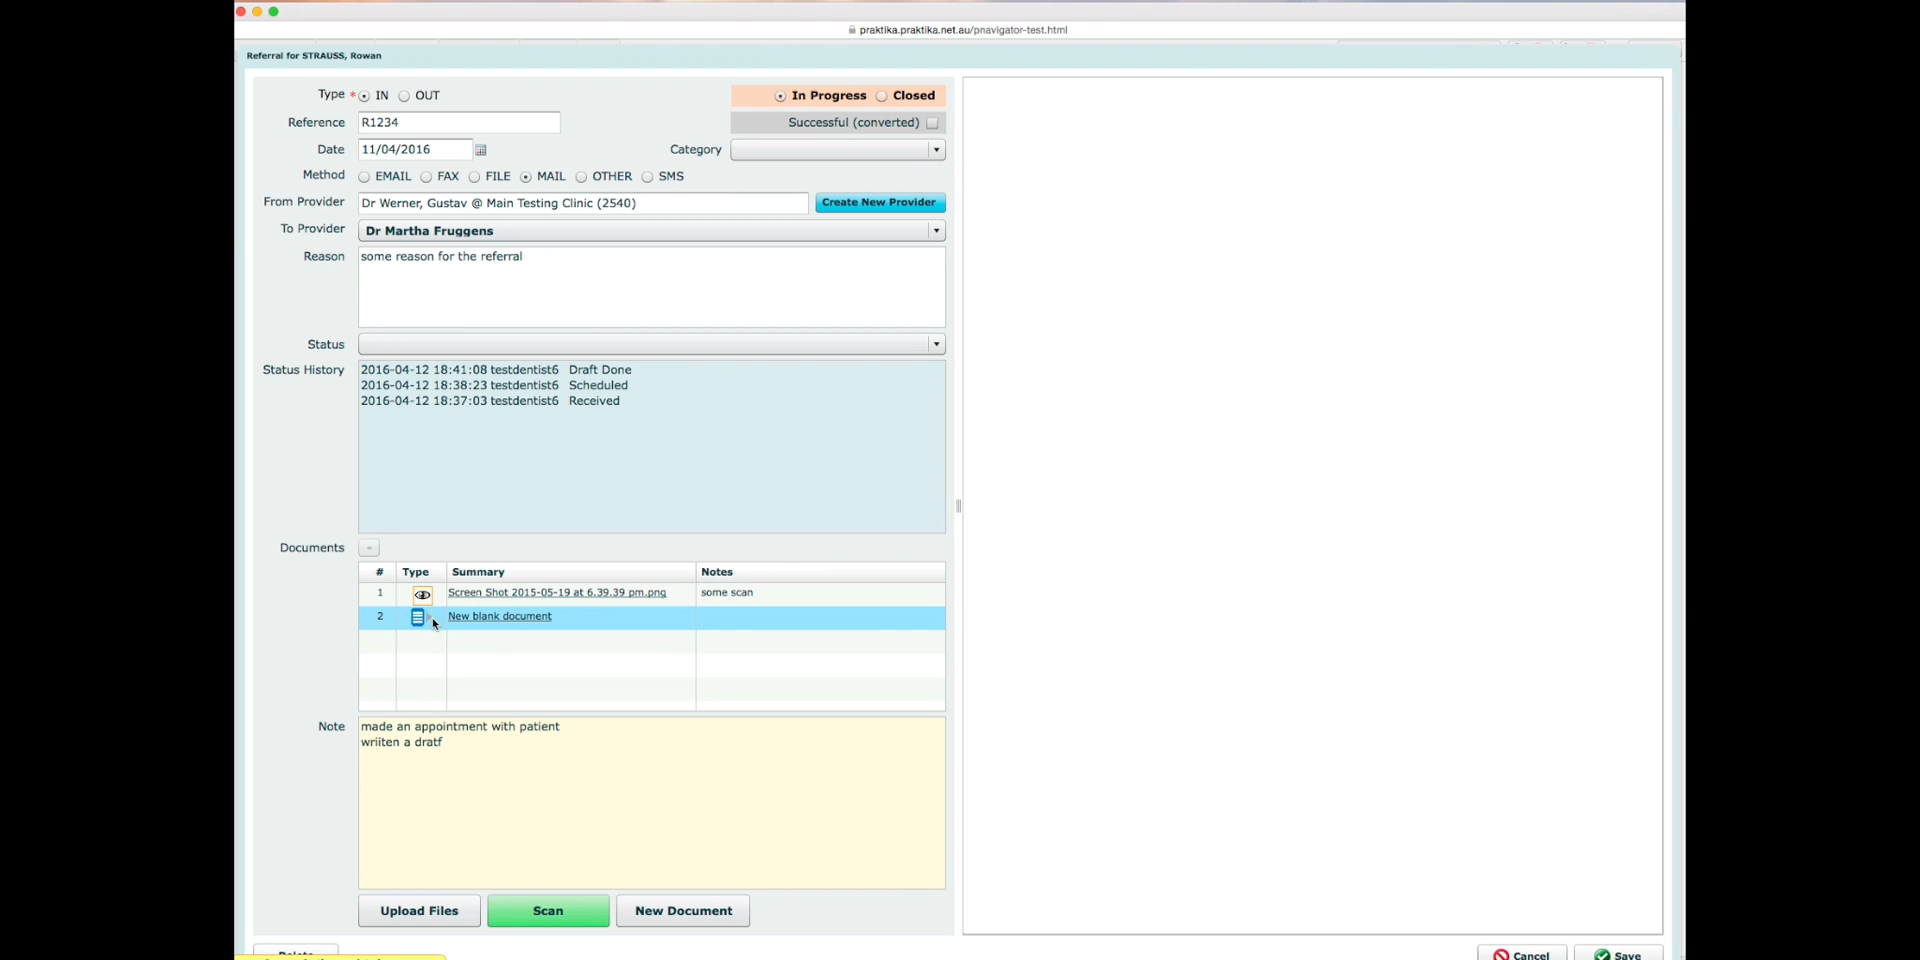 praktika.praktika.net.au/pnavigator-test.html
Referral for STRAUSS, Rowan
Type * IN OUT
In Progress Closed
Reference R1234
Successful (converted)
Date 11/04/2016
Category
Method EMAIL FAX FILE MAIL OTHER SMS
From Provider Dr Werner, Gustav @ Main Testing Clinic (2540) Create New Provider
To Provider Dr Martha Fruggens
Reason some reason for the referral
Status
Status History 2016-04-12 18:41:08 testdentist6 Draft Done
2016-04-12 18:38:23 testdentist6 Scheduled
2016-04-12 18:37:03 testdentist6 Received
Documents -
# Type Summary Notes
1 Screen Shot 2015-05-19 at 6.39.39 pm.png some scan
2 New blank document
Note made an appointment with patient
wriiten a dratf
Upload Files Scan New Document
Delete Cancel Save